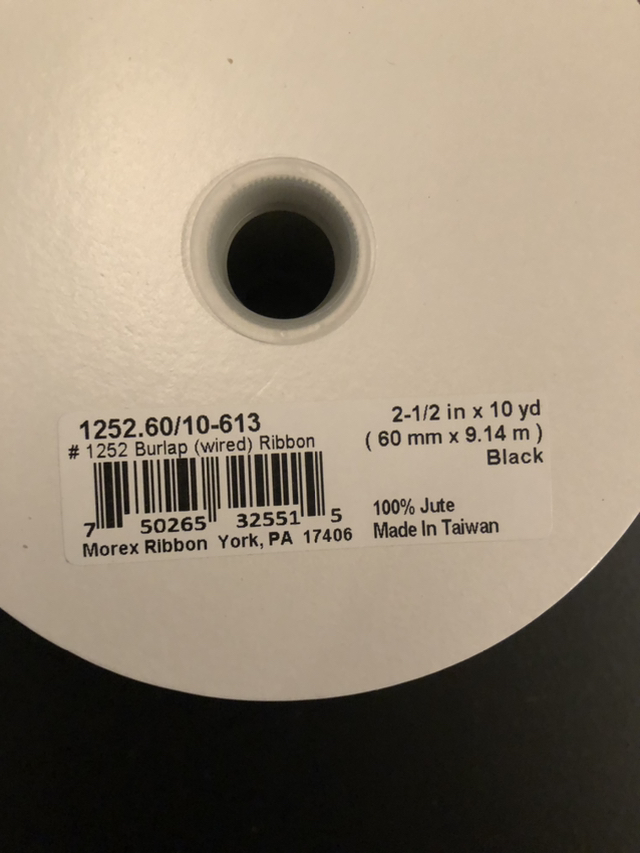 1252.60/10-613
# 1252 Burlap (wired) Ribbon
7 50265 32551 5
Morex Ribbon York, PA 17406
2-1/2 in x 10 yd
( 60 mm x 9.14 m )
Black
100% Jute
Made In Taiwan